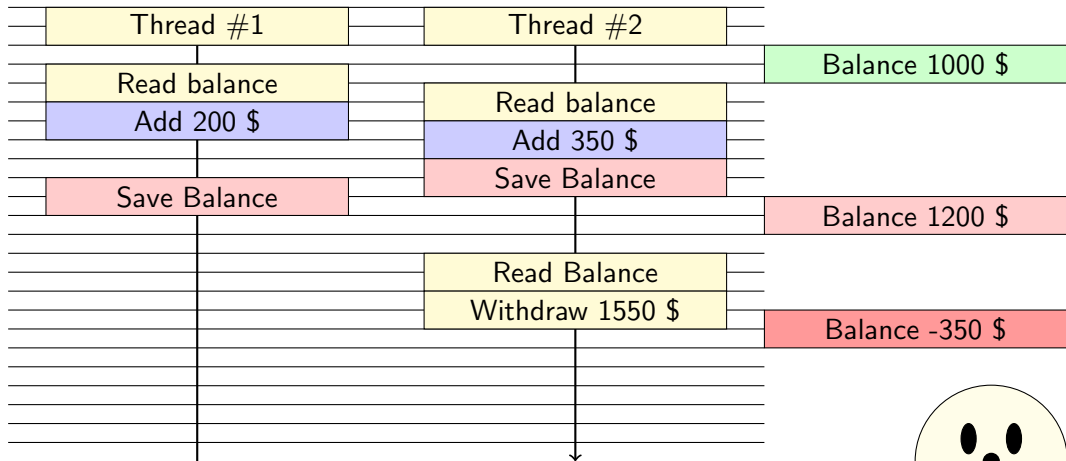 Thread #1
Thread #2
Balance 1000 $
Read balance
Read balance
Add 200 $
Add 350 $
Save Balance
Save Balance
Balance 1200 $
Read Balance
Withdraw 1550 $
Balance -350 $